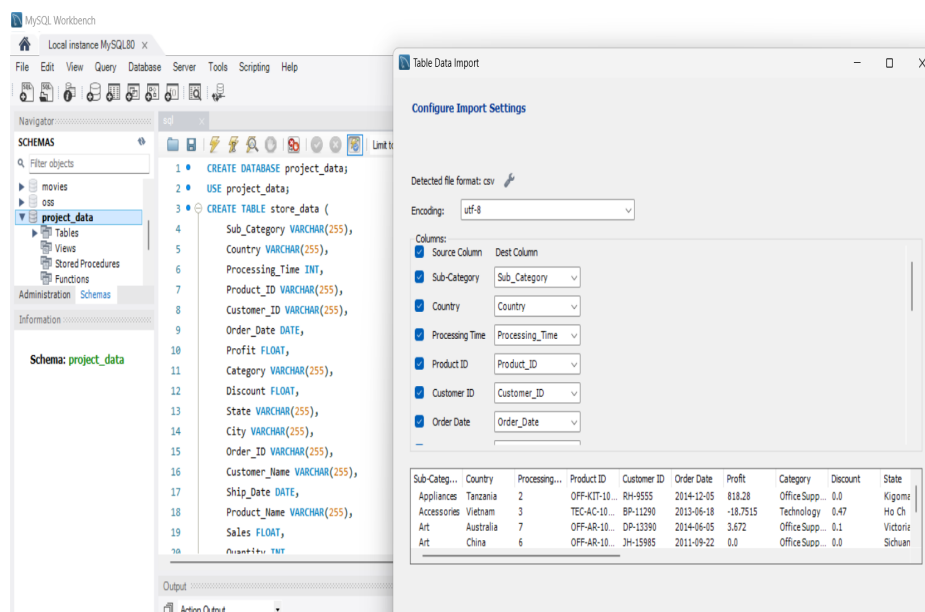 MySQL Workbench
Local instance MySQL80 ×
File Edit View Query Database Server Tools Scripting Help
Navigator
SCHEMAS
Filter objects
movies
oss
project_data
Tables
Views
Stored Procedures
Functions
Administration Schemas
Information
Schema: project_data
sql ×
Limit to
1 CREATE DATABASE project_data;
2 USE project_data;
3 CREATE TABLE store_data (
4 Sub_Category VARCHAR(255),
5 Country VARCHAR(255),
6 Processing_Time INT,
7 Product_ID VARCHAR(255),
8 Customer_ID VARCHAR(255),
9 Order_Date DATE,
10 Profit FLOAT,
11 Category VARCHAR(255),
12 Discount FLOAT,
13 State VARCHAR(255),
14 City VARCHAR(255),
15 Order_ID VARCHAR(255),
16 Customer_Name VARCHAR(255),
17 Ship_Date DATE,
18 Product_Name VARCHAR(255),
19 Sales FLOAT,
20 Quantity INT
Output
Action Output
Table Data Import
Configure Import Settings
Detected file format: csv
Encoding: utf-8
Columns:
Source Column Dest Column
Sub-Category Sub_Category
Country Country
Processing Time Processing_Time
Product ID Product_ID
Customer ID Customer_ID
Order Date Order_Date
Sub-Categ... Country Processing... Product ID Customer ID Order Date Profit Category Discount State
Appliances Tanzania 2 OFF-KIT-10... RH-9555 2014-12-05 818.28 Office Supp... 0.0 Kigoma
Accessories Vietnam 3 TEC-AC-10... BP-11290 2013-06-18 -18.7515 Technology 0.47 Ho Ch
Art Australia 7 OFF-AR-10... DP-13390 2014-06-05 3.672 Office Supp... 0.1 Victoria
Art China 6 OFF-AR-10... JH-15985 2011-09-22 0.0 Office Supp... 0.0 Sichuan